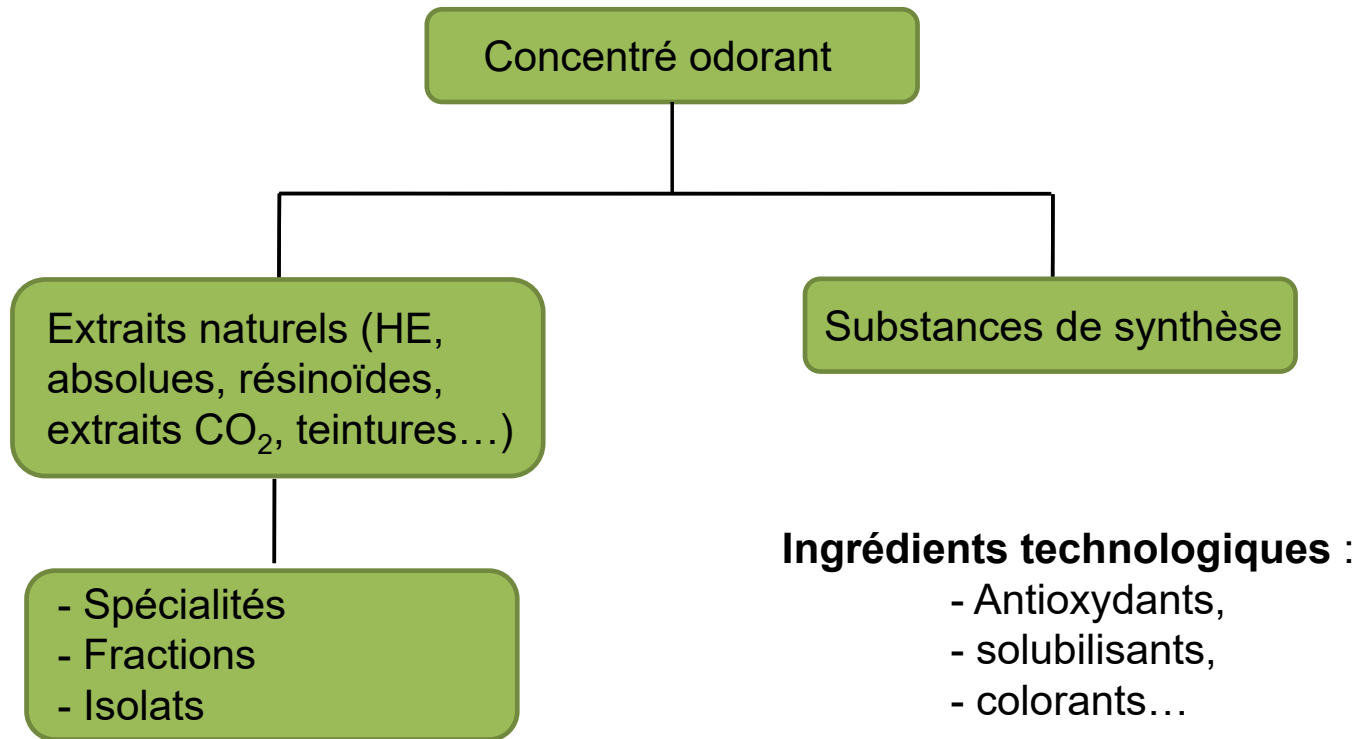 Concentré odorant
Extraits naturels (HE,
absolues, résinoïdes,
extraits CO₂, teintures…)
Substances de synthèse
- Spécialités
- Fractions
- Isolats
Ingrédients technologiques :
- Antioxydants,
- solubilisants,
- colorants…